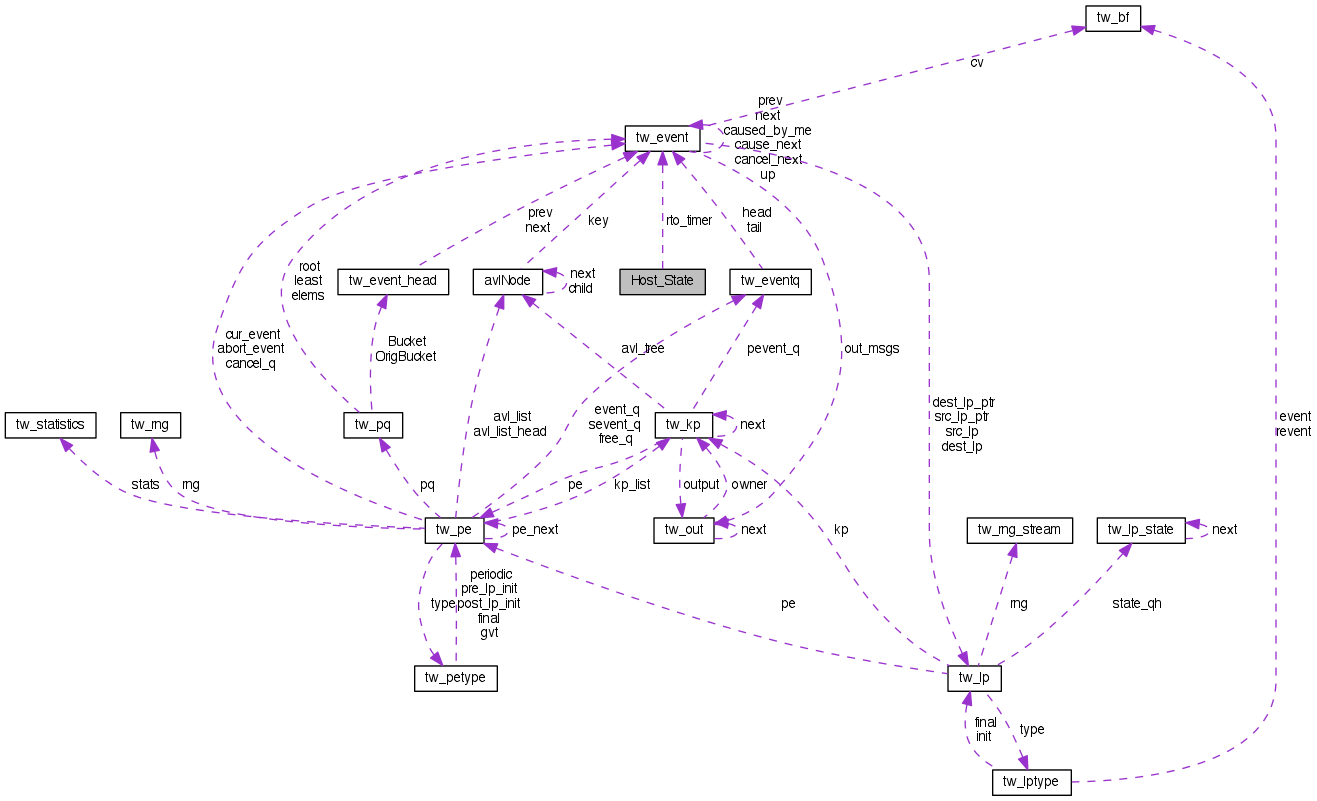 tw_bf
cv
prev
next
caused_by_me
cause_next
cancel_next
up
tw_event
prev
next
key
rto_timer
head
tail
root
least
elems
tw_event_head
avlNode
next
child
Host_State
tw_eventq
cur_event
abort_event
cancel_q
Bucket
OrigBucket
avl_tree
pevent_q
out_msgs
dest_lp_ptr
src_lp_ptr
src_lp
dest_lp
event
revent
tw_statistics
tw_rng
tw_pq
avl_list
avl_list_head
event_q
sevent_q
free_q
tw_kp
next
stats
rng
pq
pe
kp_list
output
owner
tw_pe
pe_next
tw_out
next
kp
tw_rng_stream
tw_lp_state
next
type
periodic
pre_lp_init
post_lp_init
final
gvt
pe
rng
state_qh
tw_petype
tw_lp
final
init
type
tw_lptype